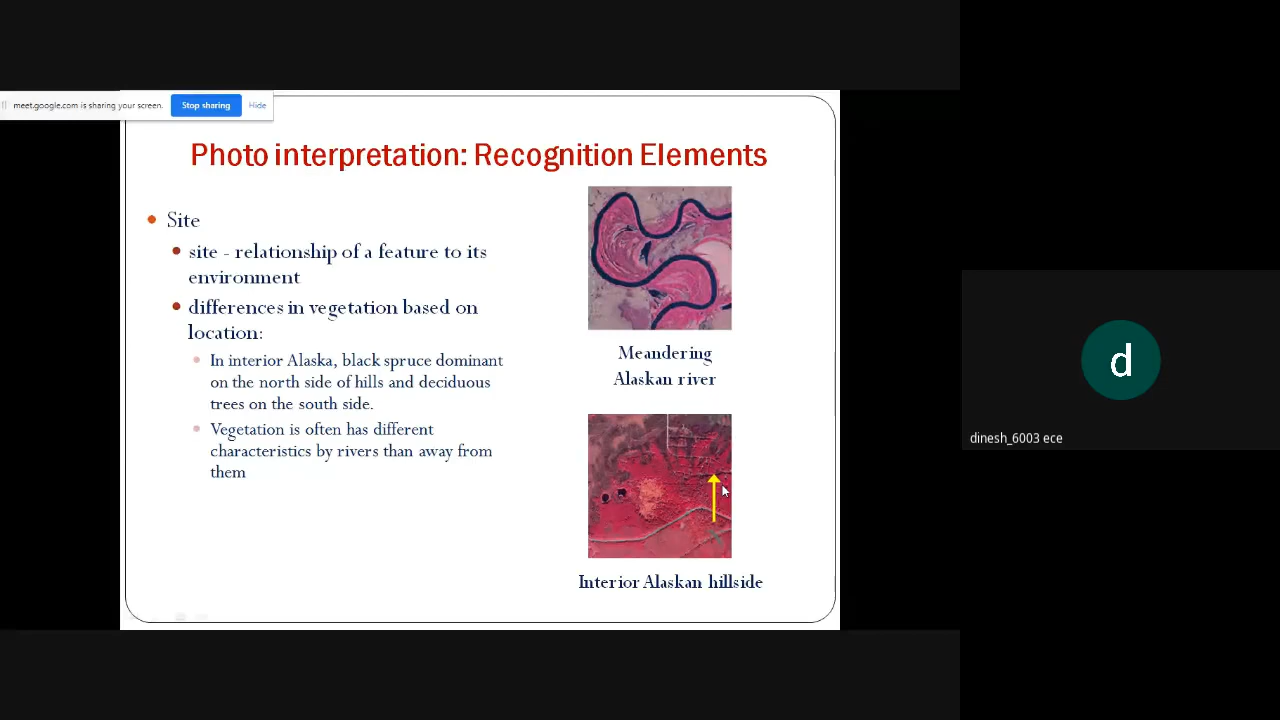 meet.google.com is sharing your screen.
Stop sharing
Hide
Photo interpretation: Recognition Elements
Site
site - relationship of a feature to its
environment
differences in vegetation based on
location:
In interior Alaska, black spruce dominant
on the north side of hills and deciduous
trees on the south side.
Vegetation is often has different
characteristics by rivers than away from
them
Meandering
Alaskan river
Interior Alaskan hillside
d
dinesh_6003 ece